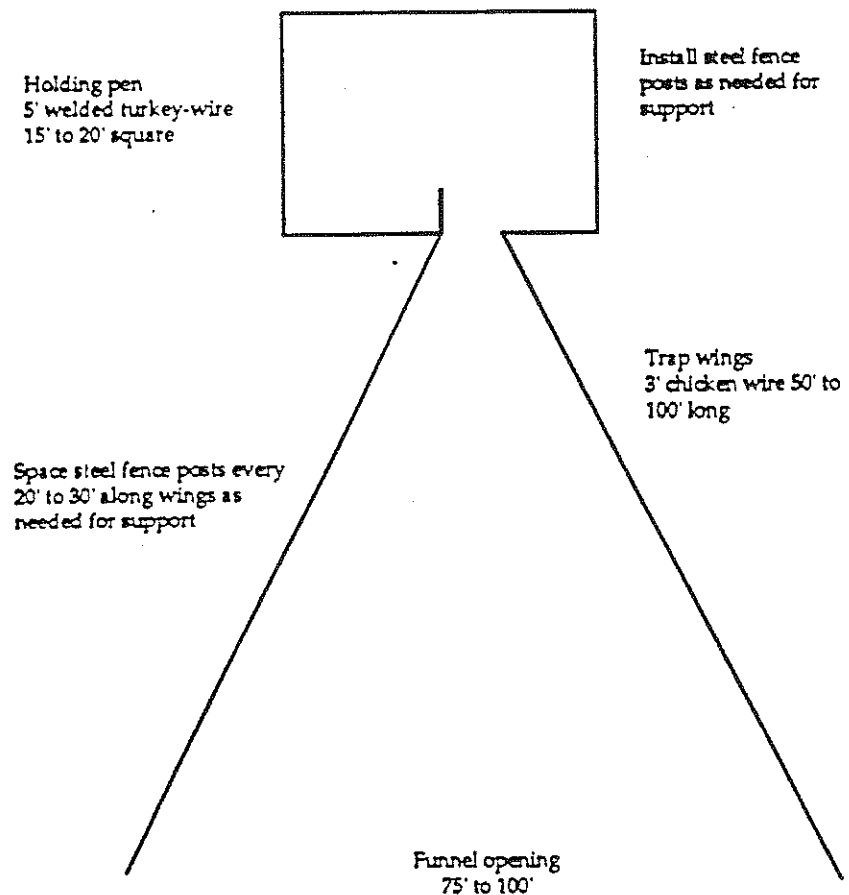 Holding pen
5' welded turkey-wire
15' to 20' square
Install steel fence
posts as needed for
support
Trap wings
3' chicken wire 50' to
100' long
Space steel fence posts every
20' to 30' along wings as
needed for support
Funnel opening
75' to 100'